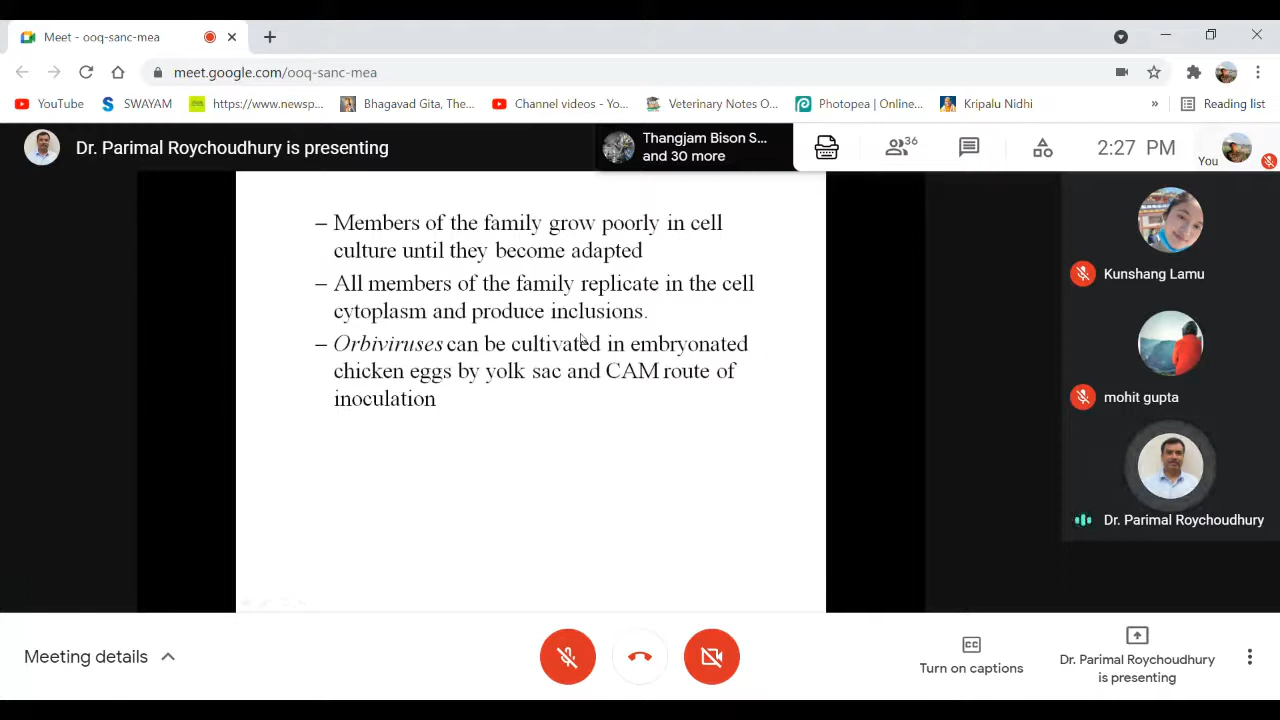 Meet - ooq-sanc-mea
meet.google.com/ooq-sanc-mea
YouTube
SWAYAM
https://www.newsp...
Bhagavad Gita, The...
Channel videos - Yo...
Veterinary Notes O...
Photopea | Online...
Kripalu Nidhi
»
Reading list
Dr. Parimal Roychoudhury is presenting
Thangjam Bison S...
and 30 more
36
2:27 PM
You
– Members of the family grow poorly in cell
culture until they become adapted
– All members of the family replicate in the cell
cytoplasm and produce inclusions.
– Orbiviruses can be cultivated in embryonated
chicken eggs by yolk sac and CAM route of
inoculation
Kunshang Lamu
mohit gupta
Dr. Parimal Roychoudhury
Meeting details
CC
Turn on captions
Dr. Parimal Roychoudhury
is presenting